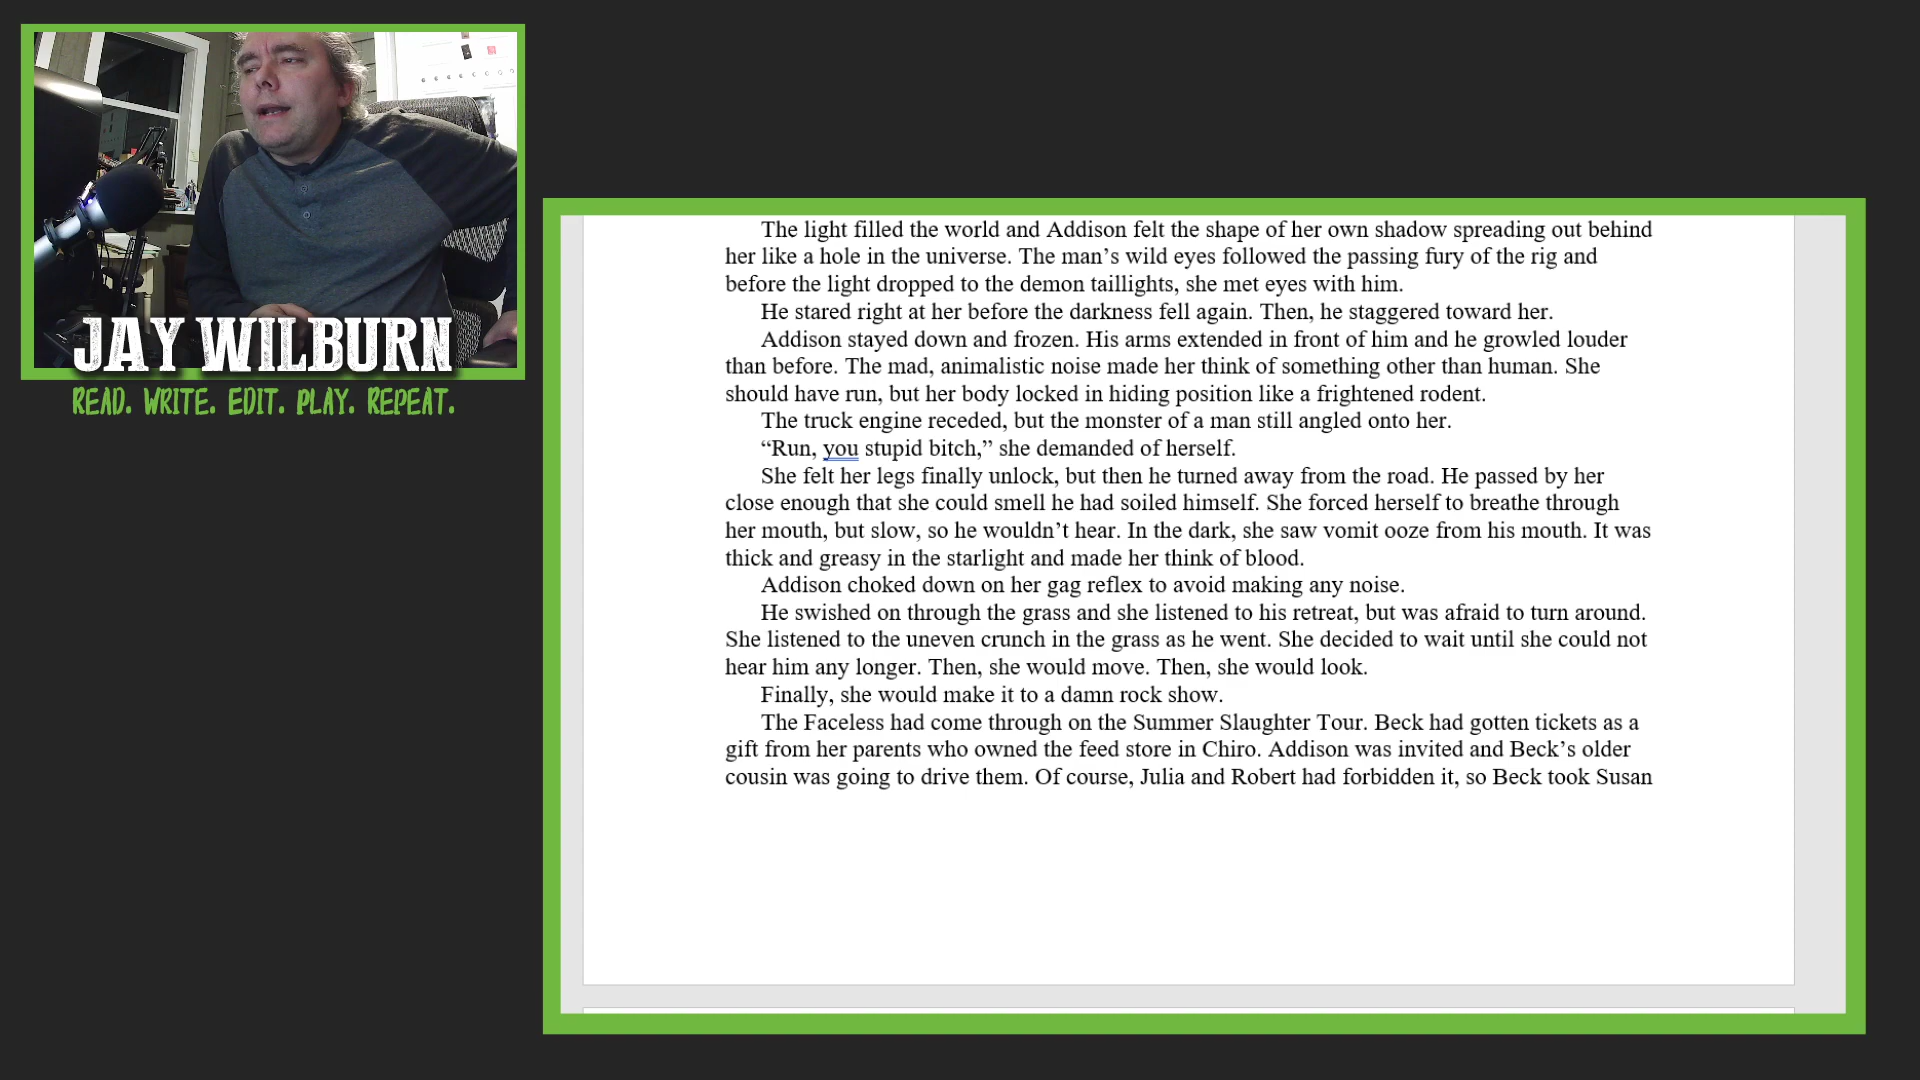 JAY WILBURN
READ. WRITE. EDIT. PLAY. REPEAT.
The light filled the world and Addison felt the shape of her own shadow spreading out behind
her like a hole in the universe. The man’s wild eyes followed the passing fury of the rig and
before the light dropped to the demon taillights, she met eyes with him.
He stared right at her before the darkness fell again. Then, he staggered toward her.
Addison stayed down and frozen. His arms extended in front of him and he growled louder
than before. The mad, animalistic noise made her think of something other than human. She
should have run, but her body locked in hiding position like a frightened rodent.
The truck engine receded, but the monster of a man still angled onto her.
“Run, you stupid bitch,” she demanded of herself.
She felt her legs finally unlock, but then he turned away from the road. He passed by her
close enough that she could smell he had soiled himself. She forced herself to breathe through
her mouth, but slow, so he wouldn’t hear. In the dark, she saw vomit ooze from his mouth. It was
thick and greasy in the starlight and made her think of blood.
Addison choked down on her gag reflex to avoid making any noise.
He swished on through the grass and she listened to his retreat, but was afraid to turn around.
She listened to the uneven crunch in the grass as he went. She decided to wait until she could not
hear him any longer. Then, she would move. Then, she would look.
Finally, she would make it to a damn rock show.
The Faceless had come through on the Summer Slaughter Tour. Beck had gotten tickets as a
gift from her parents who owned the feed store in Chiro. Addison was invited and Beck’s older
cousin was going to drive them. Of course, Julia and Robert had forbidden it, so Beck took Susan